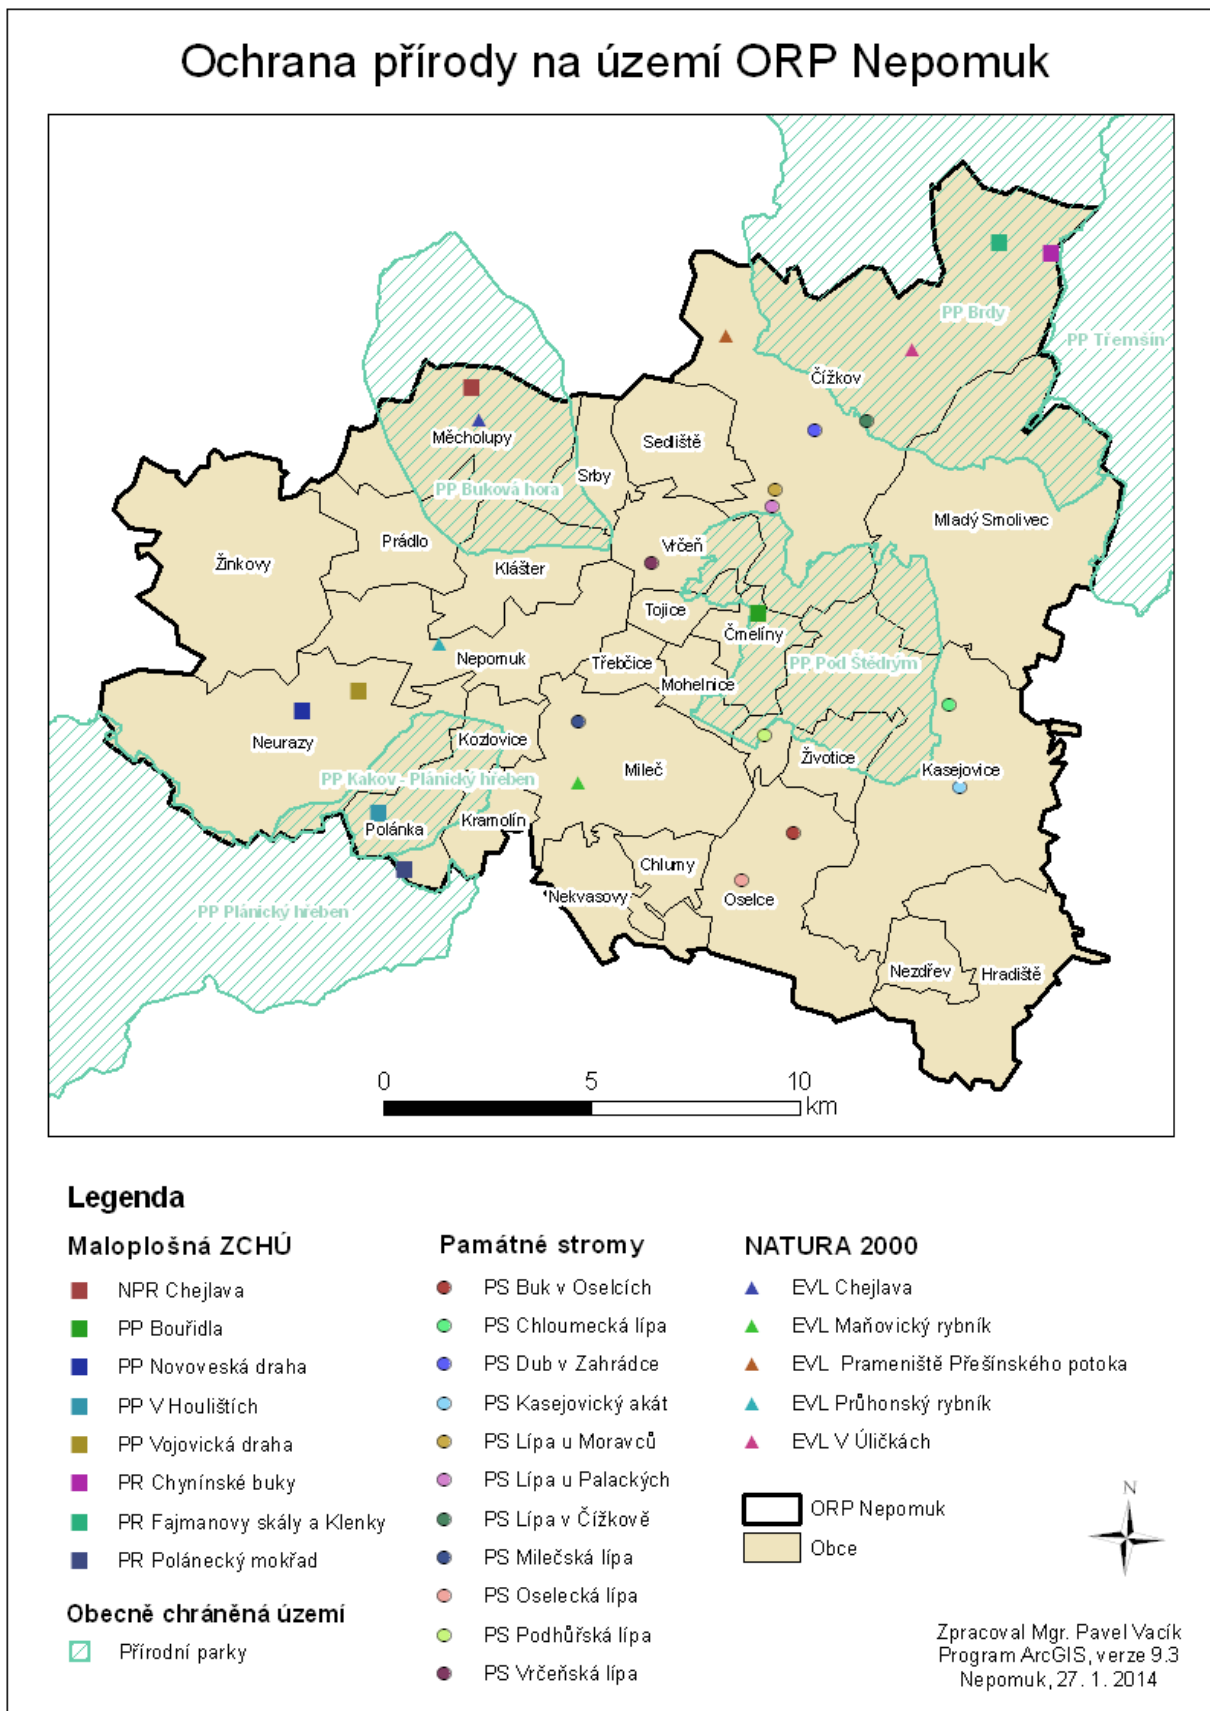 Ochrana přírody na území ORP Nepomuk
PP Brdy
PP Třemšín
Čížkov
Měcholupy
Sedliště
Srby
PP Buková hora
Mladý Smolivec
Prádlo
Vrčeň
Žinkovy
Klášter
Tojice
Črnelíny
Nepomuk
Třebčice
PP Pod Štědrým
Mohelnice
Neurazy
Kozlovice
Životice
Mileč
Kasejovice
PP Kakov - Plánický hřeben
Polánka
Kramolín
Chlumy
Nekvasovy
Oselce
PP Plánický hřeben
Nezdřev
Hradiště
0 5 10
km
Legenda
Maloplošná ZCHÚ
NPR Chejlava
PP Bouřidla
PP Novoveská draha
PP V Houlištích
PP Vojovická draha
PR Chynínské buky
PR Fajmanovy skály a Klenky
PR Polánecký mokřad
Obecně chráněná území
Přírodní parky
Památné stromy
PS Buk v Oselcích
PS Chloumecká lípa
PS Dub v Zahrádce
PS Kasejovický akát
PS Lípa u Moravců
PS Lípa u Palackých
PS Lípa v Čížkově
PS Milečská lípa
PS Oselecká lípa
PS Podhůřská lípa
PS Vrčeňská lípa
NATURA 2000
EVL Chejlava
EVL Maňovický rybník
EVL Prameniště Přešínského potoka
EVL Průhonský rybník
EVL V Úličkách
ORP Nepomuk
Obce
N
Zpracoval Mgr. Pavel Vacík
Program ArcGIS, verze 9.3
Nepomuk, 27. 1. 2014